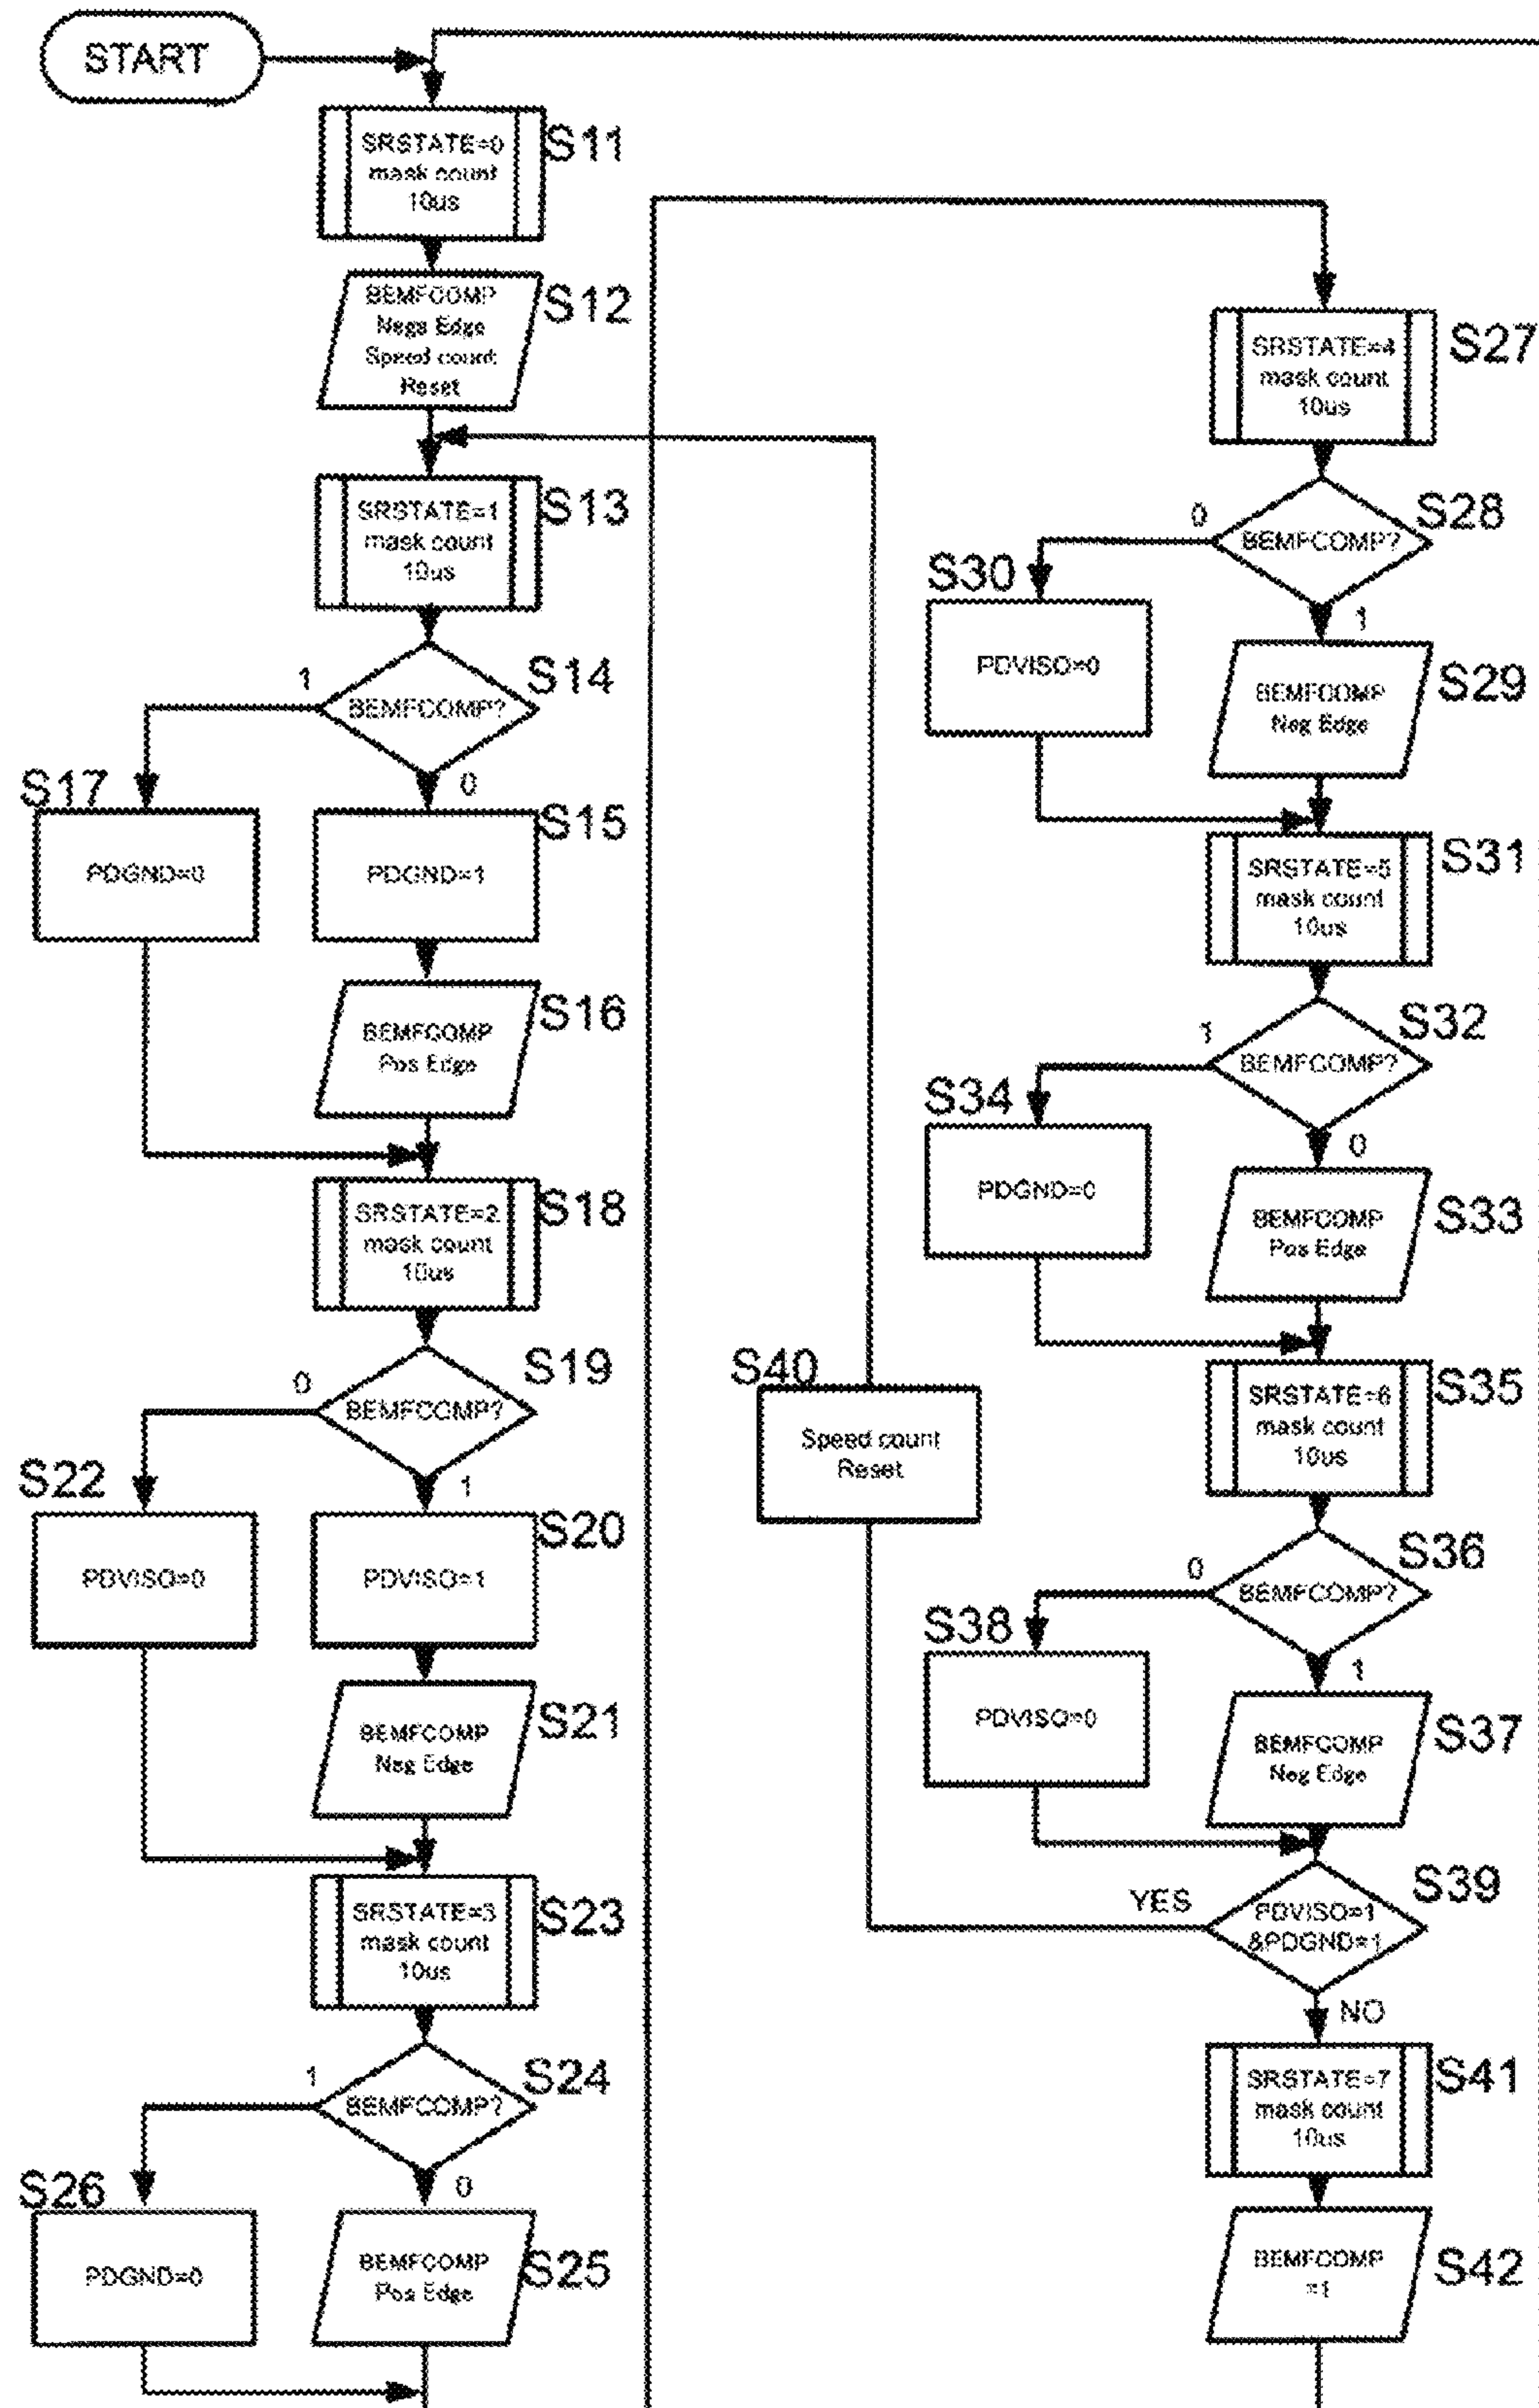 START
SRSTATE=0
mask count
10us
S11
BEMFCOMP
Nega Edge
Speed count
Reset
S12
SRSTATE=1
mask count
10us
S13
BEMFCOMP?
S14
1
0
S17
PDGND=0
PDGND=1
S15
BEMFCOMP
Pos Edge
S16
SRSTATE=2
mask count
10us
S18
BEMFCOMP?
S19
0
1
S22
PDVISO=0
PDVISO=1
S20
BEMFCOMP
Neg Edge
S21
SRSTATE=3
mask count
10us
S23
BEMFCOMP?
S24
1
0
S26
PDGND=0
BEMFCOMP
Pos Edge
S25
SRSTATE=4
mask count
10us
S27
BEMFCOMP?
S28
0
1
S30
PDVISO=0
BEMFCOMP
Neg Edge
S29
SRSTATE=5
mask count
10us
S31
BEMFCOMP?
S32
1
0
S34
PDGND=0
BEMFCOMP
Pos Edge
S33
SRSTATE=6
mask count
10us
S35
BEMFCOMP?
S36
0
1
S38
PDVISO=0
BEMFCOMP
Neg Edge
S37
PDVISO=1
&PDGND=1
S39
YES
NO
S40
Speed count
Reset
SRSTATE=7
mask count
10us
S41
BEMFCOMP
=1
S42